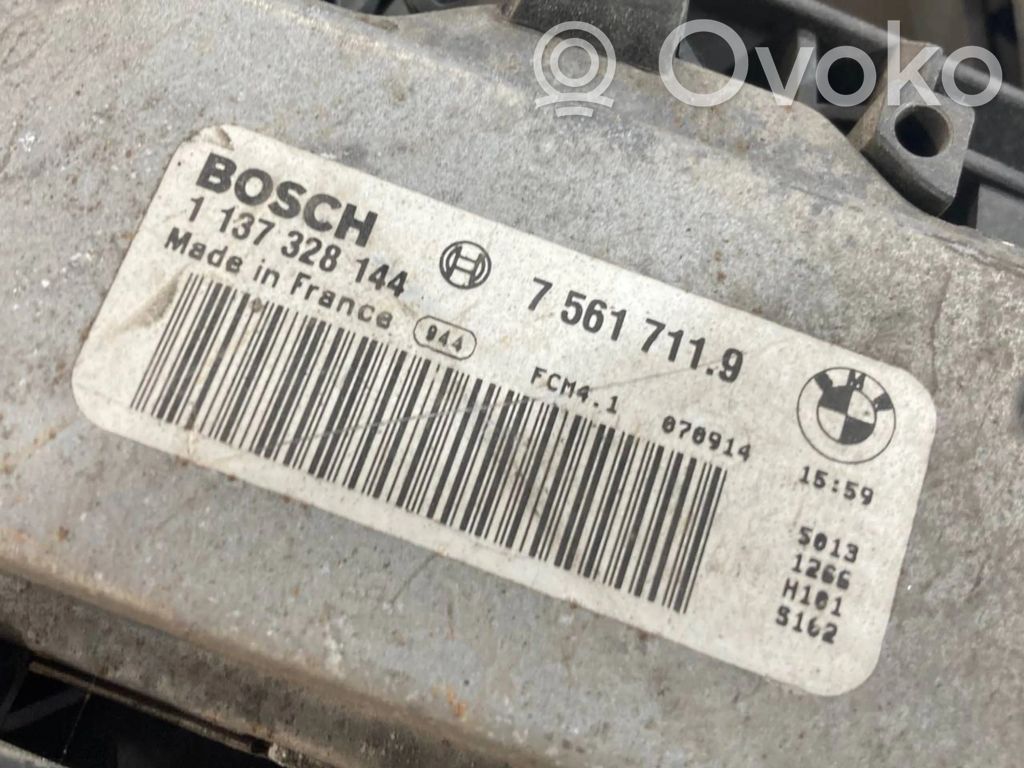 Ovoko
BOSCH
1 137 328 144
7 561 711.9
Made in France
944
FCM4.1
070914
15:59
5013
1266
H101
5102